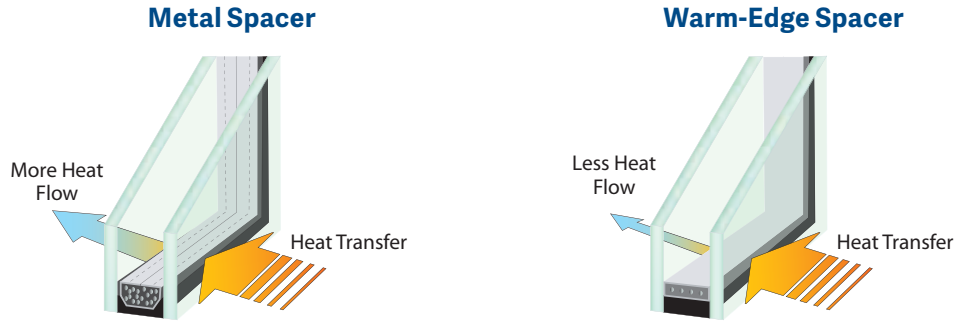 Metal Spacer
Warm-Edge Spacer
More Heat
Flow
Heat Transfer
Less Heat
Flow
Heat Transfer